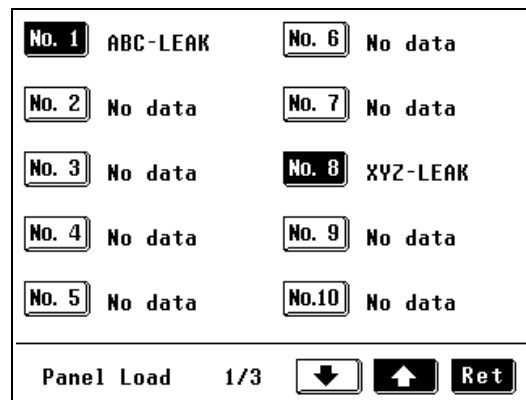 No. 1 ABC-LEAK No. 6 No data
No. 2 No data No. 7 No data
No. 3 No data No. 8 XYZ-LEAK
No. 4 No data No. 9 No data
No. 5 No data No.10 No data
Panel Load 1/3 Ret